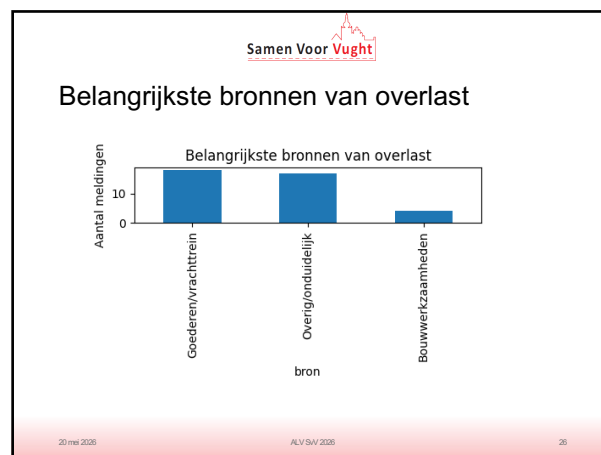 Samen Voor Vught
Belangrijkste bronnen van overlast
Belangrijkste bronnen van overlast
Aantal meldingen
10
0
Goederen/vrachttrein
Overig/onduidelijk
Bouwwerkzaamheden
bron
20 mei 2026
ALV SvV 2026
26